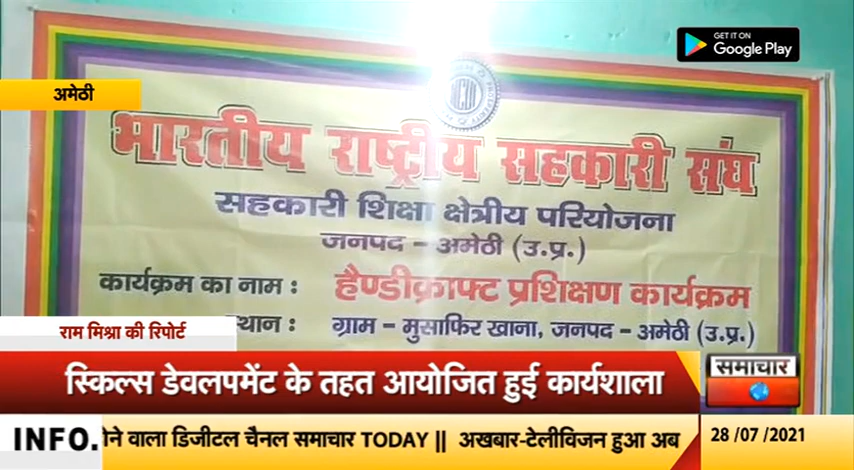 GET IT ON
Google Play
अमेठी
भारतीय राष्ट्रीय सहकारी संघ
सहकारी शिक्षा क्षेत्रीय परियोजना
जनपद - अमेठी (उ.प्र.)
कार्यक्रम का नाम : हैण्डीक्राफ्ट प्रशिक्षण कार्यक्रम
स्थान : ग्राम - मुसाफिर खाना, जनपद - अमेठी (उ.प्र.)
राम मिश्रा की रिपोर्ट
स्किल्स डेवलपमेंट के तहत आयोजित हुई कार्यशाला
समाचार
INFO. वाला डिजीटल चैनल समाचार TODAY || अखबार-टेलीविजन हुआ अब
28 /07 /2021